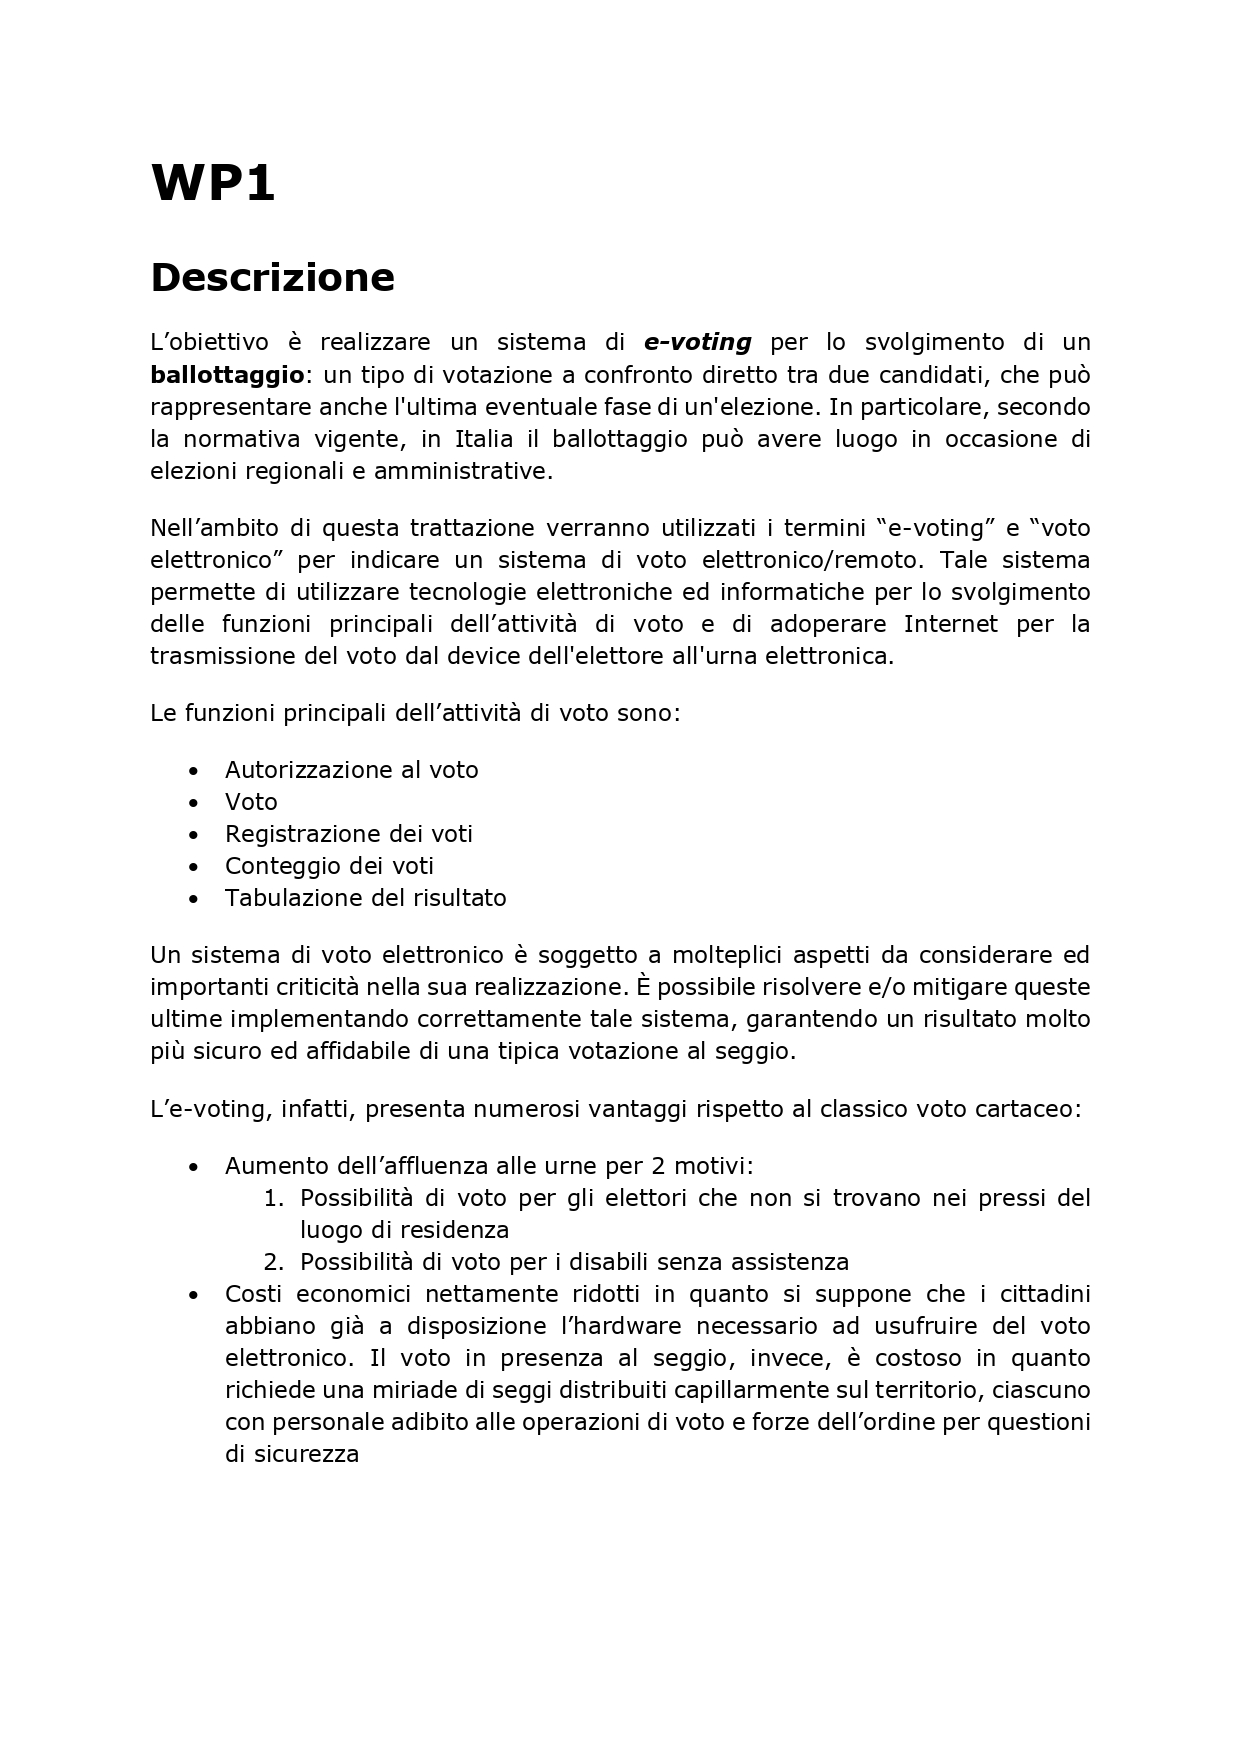 WP1
Descrizione
L’obiettivo è realizzare un sistema di e-voting per lo svolgimento di un
ballottaggio: un tipo di votazione a confronto diretto tra due candidati, che può
rappresentare anche l'ultima eventuale fase di un'elezione. In particolare, secondo
la normativa vigente, in Italia il ballottaggio può avere luogo in occasione di
elezioni regionali e amministrative.
Nell’ambito di questa trattazione verranno utilizzati i termini “e-voting” e “voto
elettronico” per indicare un sistema di voto elettronico/remoto. Tale sistema
permette di utilizzare tecnologie elettroniche ed informatiche per lo svolgimento
delle funzioni principali dell’attività di voto e di adoperare Internet per la
trasmissione del voto dal device dell'elettore all'urna elettronica.
Le funzioni principali dell’attività di voto sono:
• Autorizzazione al voto
• Voto
• Registrazione dei voti
• Conteggio dei voti
• Tabulazione del risultato
Un sistema di voto elettronico è soggetto a molteplici aspetti da considerare ed
importanti criticità nella sua realizzazione. È possibile risolvere e/o mitigare queste
ultime implementando correttamente tale sistema, garantendo un risultato molto
più sicuro ed affidabile di una tipica votazione al seggio.
L’e-voting, infatti, presenta numerosi vantaggi rispetto al classico voto cartaceo:
• Aumento dell’affluenza alle urne per 2 motivi:
1. Possibilità di voto per gli elettori che non si trovano nei pressi del
luogo di residenza
2. Possibilità di voto per i disabili senza assistenza
• Costi economici nettamente ridotti in quanto si suppone che i cittadini
abbiano già a disposizione l’hardware necessario ad usufruire del voto
elettronico. Il voto in presenza al seggio, invece, è costoso in quanto
richiede una miriade di seggi distribuiti capillarmente sul territorio, ciascuno
con personale adibito alle operazioni di voto e forze dell’ordine per questioni
di sicurezza